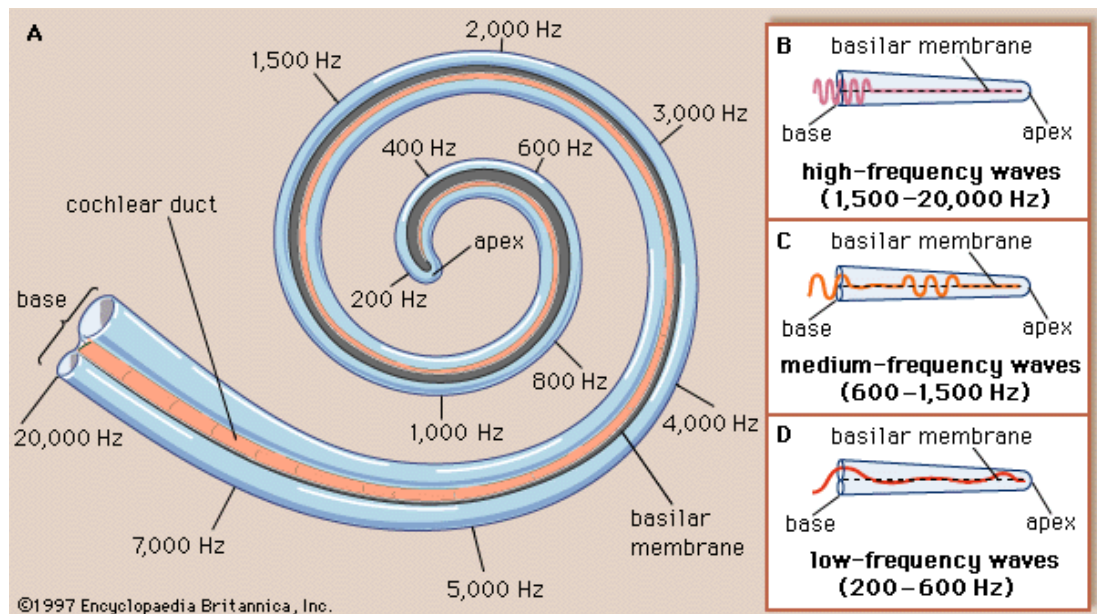 A
2,000 Hz
1,500 Hz
3,000 Hz
400 Hz
600 Hz
cochlear duct
apex
200 Hz
base
800 Hz
1,000 Hz
4,000 Hz
20,000 Hz
7,000 Hz
5,000 Hz
basilar
membrane
©1997 Encyclopaedia Britannica, Inc.
B
basilar membrane
base
apex
high-frequency waves
(1,500–20,000 Hz)
C
basilar membrane
base
apex
medium-frequency waves
(600–1,500 Hz)
D
basilar membrane
base
apex
low-frequency waves
(200–600 Hz)